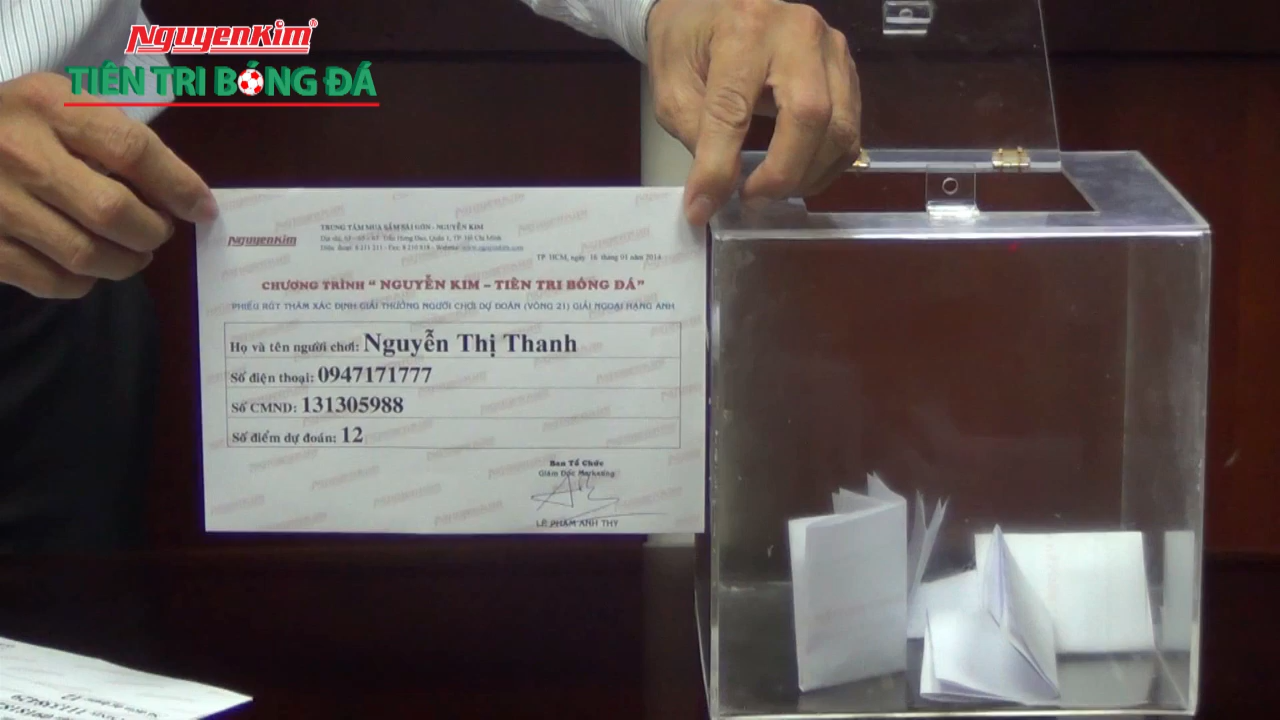 NguyenKim®
TIÊN TRI BÓNG ĐÁ
NguyenKim
TRUNG TÂM MUA SẮM SÀI GÒN - NGUYỄN KIM
TP. HCM, ngày 16 tháng 01 năm 2014
CHƯƠNG TRÌNH “ NGUYỄN KIM – TIÊN TRI BÓNG ĐÁ”
PHIẾU RÚT THĂM XÁC ĐỊNH GIẢI THƯỞNG NGƯỜI CHƠI DỰ ĐOÁN (VÒNG 21) GIẢI NGOẠI HẠNG ANH
Họ và tên người chơi: Nguyễn Thị Thanh
Số điện thoại: 0947171777
Số CMND: 131305988
Số điểm dự đoán: 12
Ban Tổ Chức
Giám Đốc Marketing
LÊ PHẠM ANH THY